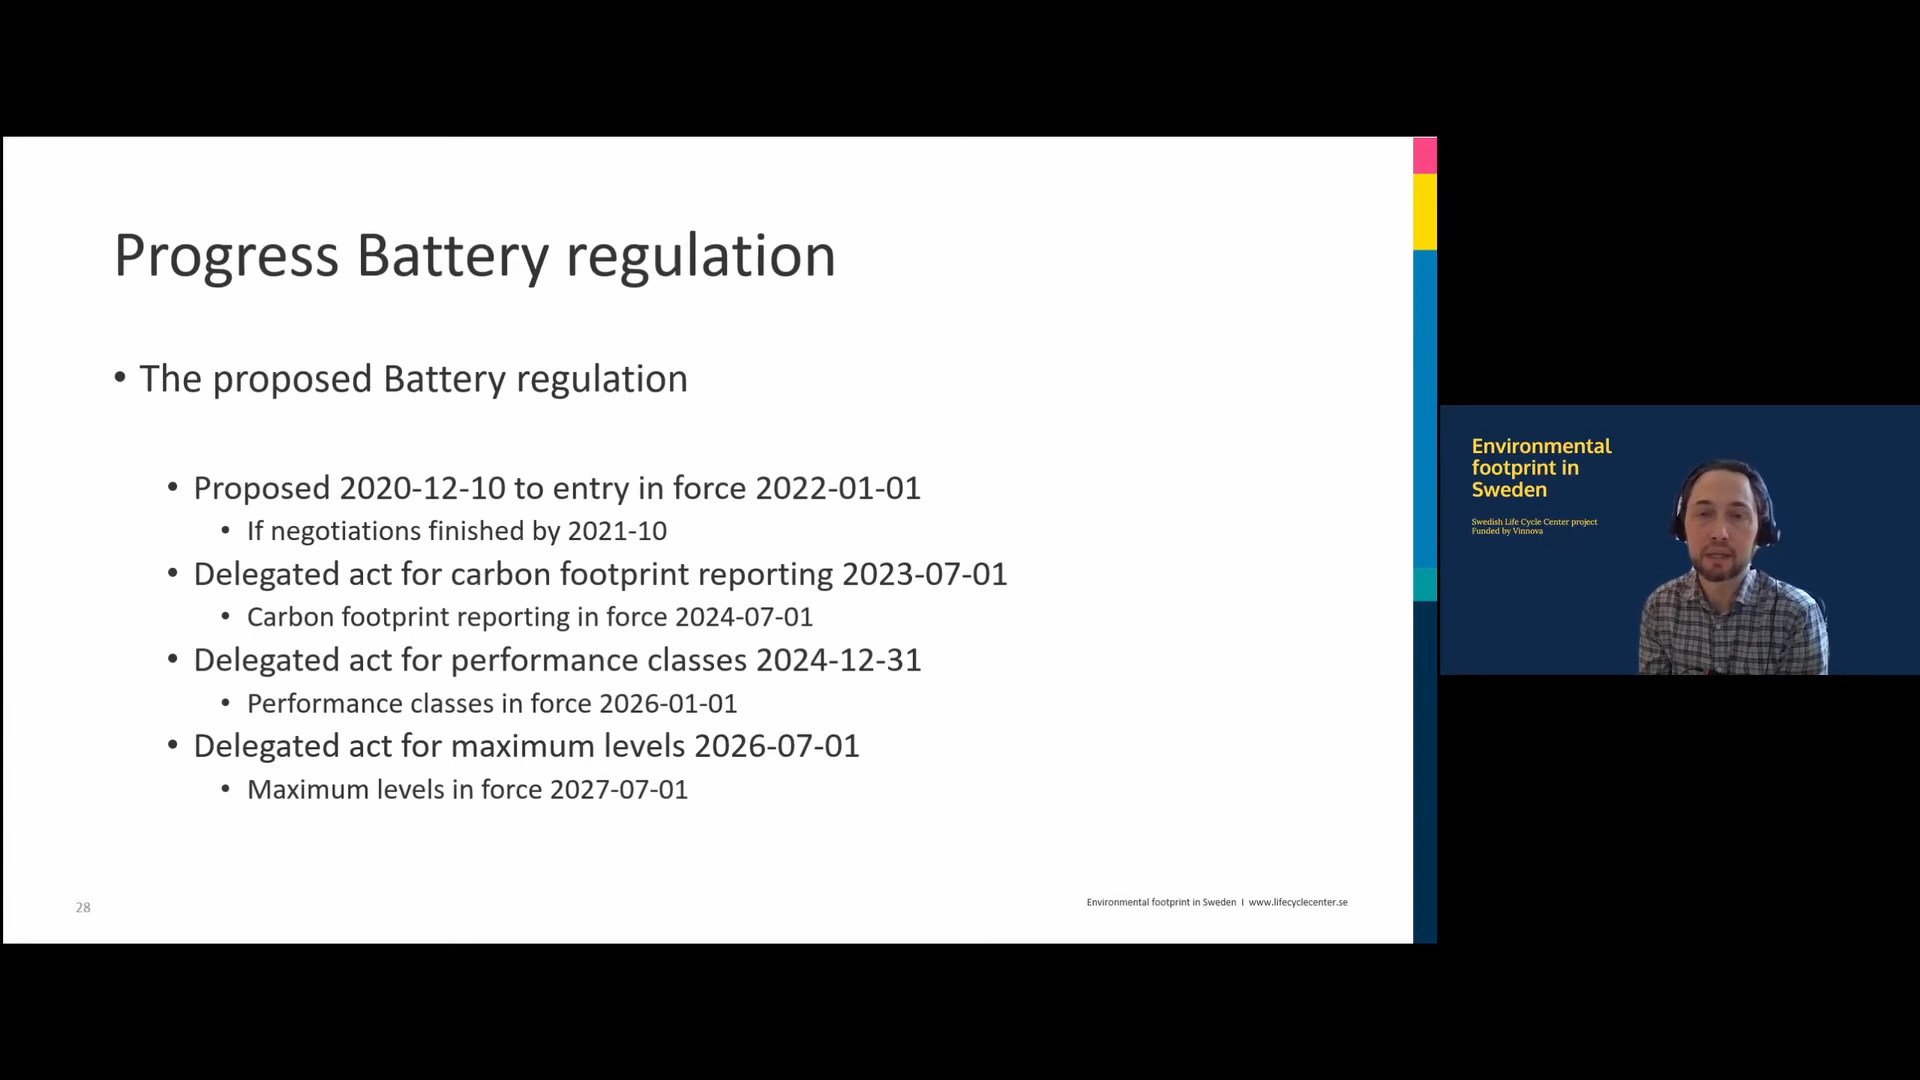 Progress Battery regulation
• The proposed Battery regulation
• Proposed 2020-12-10 to entry in force 2022-01-01
• If negotiations finished by 2021-10
• Delegated act for carbon footprint reporting 2023-07-01
• Carbon footprint reporting in force 2024-07-01
• Delegated act for performance classes 2024-12-31
• Performance classes in force 2026-01-01
• Delegated act for maximum levels 2026-07-01
• Maximum levels in force 2027-07-01
28
Environmental footprint in Sweden I www.lifecyclecenter.se
Environmental
footprint in
Sweden
Swedish Life Cycle Center project
Funded by Vinnova